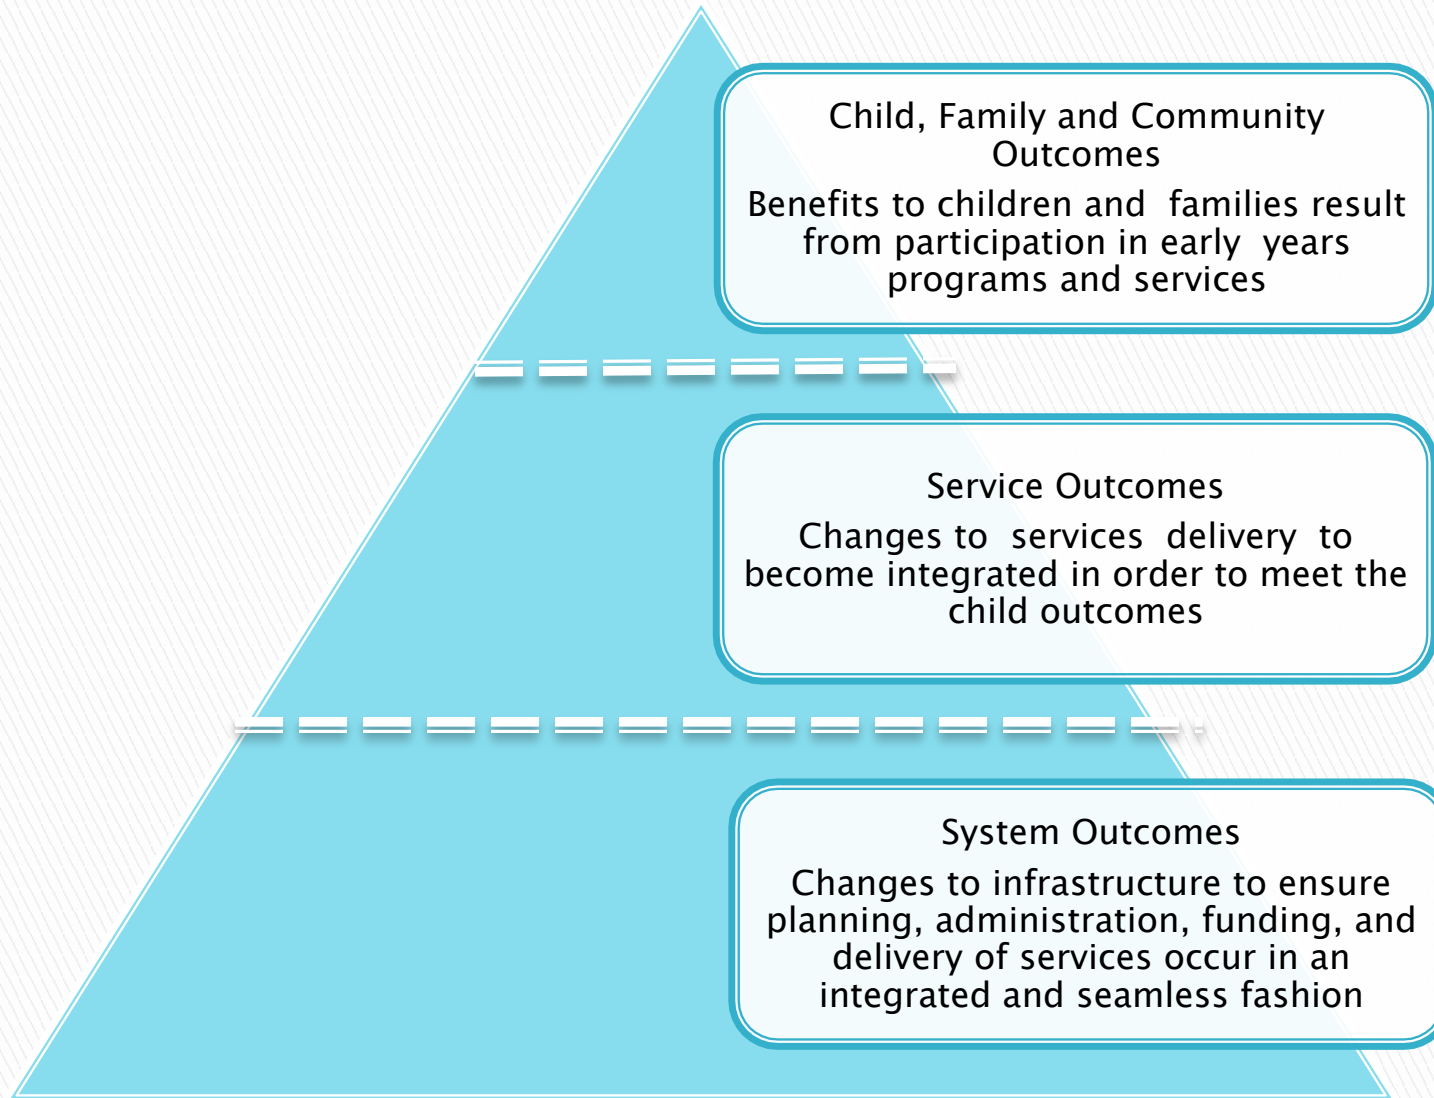 Child, Family and Community
Outcomes
Benefits to children and  families result
from participation in early  years
programs and services
Service Outcomes
Changes to  services  delivery  to
become integrated in order to meet the
child outcomes
System Outcomes
Changes to infrastructure to ensure
planning, administration, funding, and
delivery of services occur in an
integrated and seamless fashion